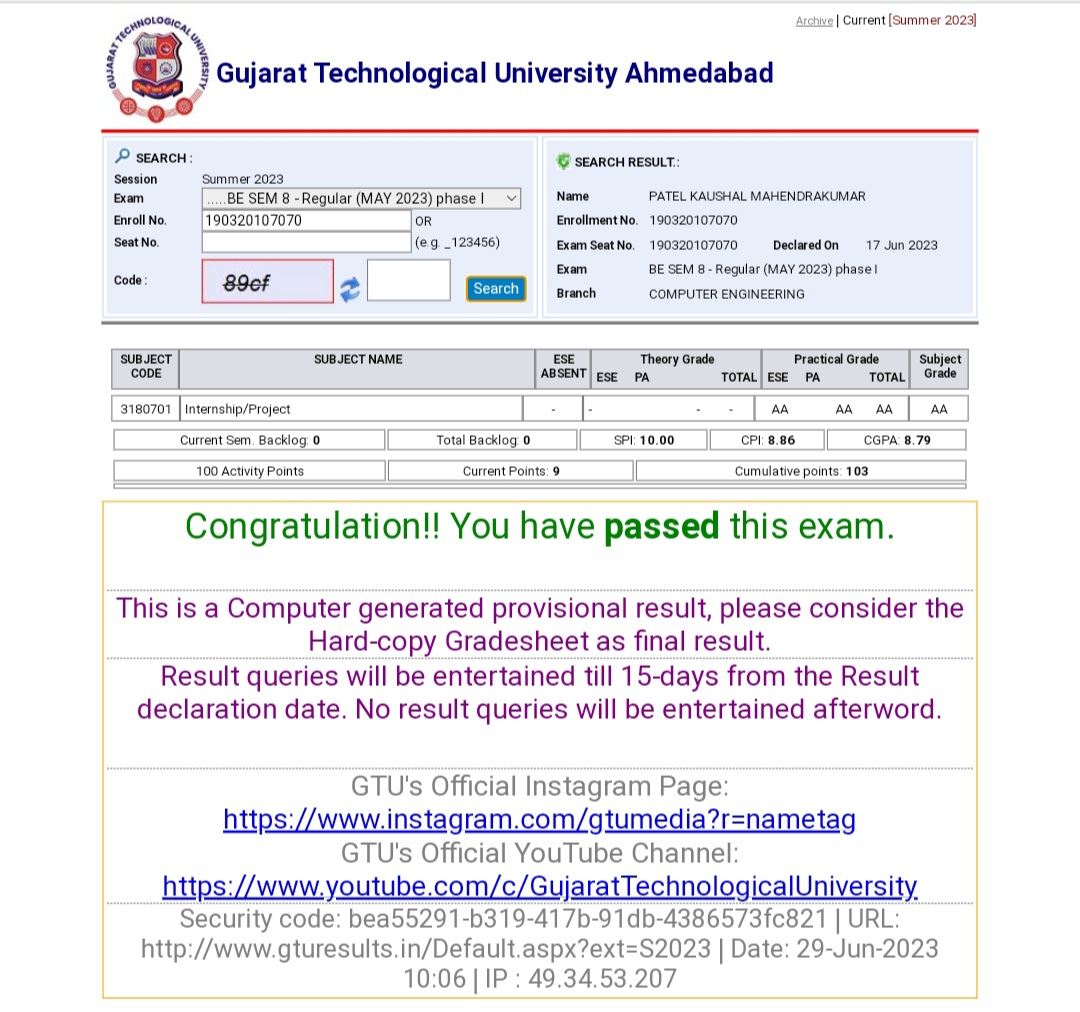 Archive | Current [Summer 2023]
GUJARAT TECHNOLOGICAL UNIVERSITY
Gujarat Technological University Ahmedabad
SEARCH :
Session Summer 2023
Exam .....BE SEM 8 - Regular (MAY 2023) phase I
Enroll No. 190320107070 OR
Seat No. (e.g. _123456)
Code : 89cf Search
SEARCH RESULT.:
Name PATEL KAUSHAL MAHENDRAKUMAR
Enrollment No. 190320107070
Exam Seat No. 190320107070 Declared On 17 Jun 2023
Exam BE SEM 8 - Regular (MAY 2023) phase I
Branch COMPUTER ENGINEERING
SUBJECT CODE SUBJECT NAME ESE ABSENT Theory Grade ESE PA TOTAL Practical Grade ESE PA TOTAL Subject Grade
3180701 Internship/Project - - - - AA AA AA AA
Current Sem. Backlog: 0 Total Backlog: 0 SPI: 10.00 CPI: 8.86 CGPA: 8.79
100 Activity Points Current Points: 9 Cumulative points: 103
Congratulation!! You have passed this exam.
This is a Computer generated provisional result, please consider the
Hard-copy Gradesheet as final result.
Result queries will be entertained till 15-days from the Result
declaration date. No result queries will be entertained afterword.
GTU's Official Instagram Page:
https://www.instagram.com/gtumedia?r=nametag
GTU's Official YouTube Channel:
https://www.youtube.com/c/GujaratTechnologicalUniversity
Security code: bea55291-b319-417b-91db-4386573fc821 | URL:
http://www.gturesults.in/Default.aspx?ext=S2023 | Date: 29-Jun-2023
10:06 | IP : 49.34.53.207